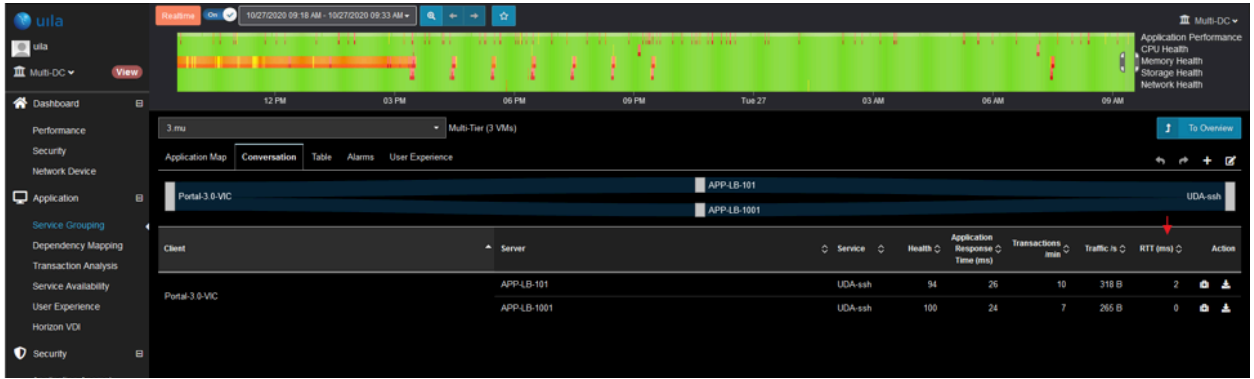 uila
Realtime On 10/27/2020 09:18 AM - 10/27/2020 09:33 AM
Multi-DC
uila
Multi-DC View
Application Performance
CPU Health
Memory Health
Storage Health
Network Health
12 PM 03 PM 06 PM 09 PM Tue 27 03 AM 06 AM 09 AM
Dashboard
Performance
Security
Network Device
Application
Service Grouping
Dependency Mapping
Transaction Analysis
Service Availability
User Experience
Horizon VDI
Security
3.mu Multi-Tier (3 VMs) To Overview
Application Map Conversation Table Alarms User Experience
Portal-3.0-VIC APP-LB-101 UDA-ssh
APP-LB-1001
Client Server Service Health Application Response Time (ms) Transactions /min Traffic /s RTT (ms) Action
Portal-3.0-VIC
APP-LB-101 UDA-ssh 94 26 10 318 B 2
APP-LB-1001 UDA-ssh 100 24 7 265 B 0